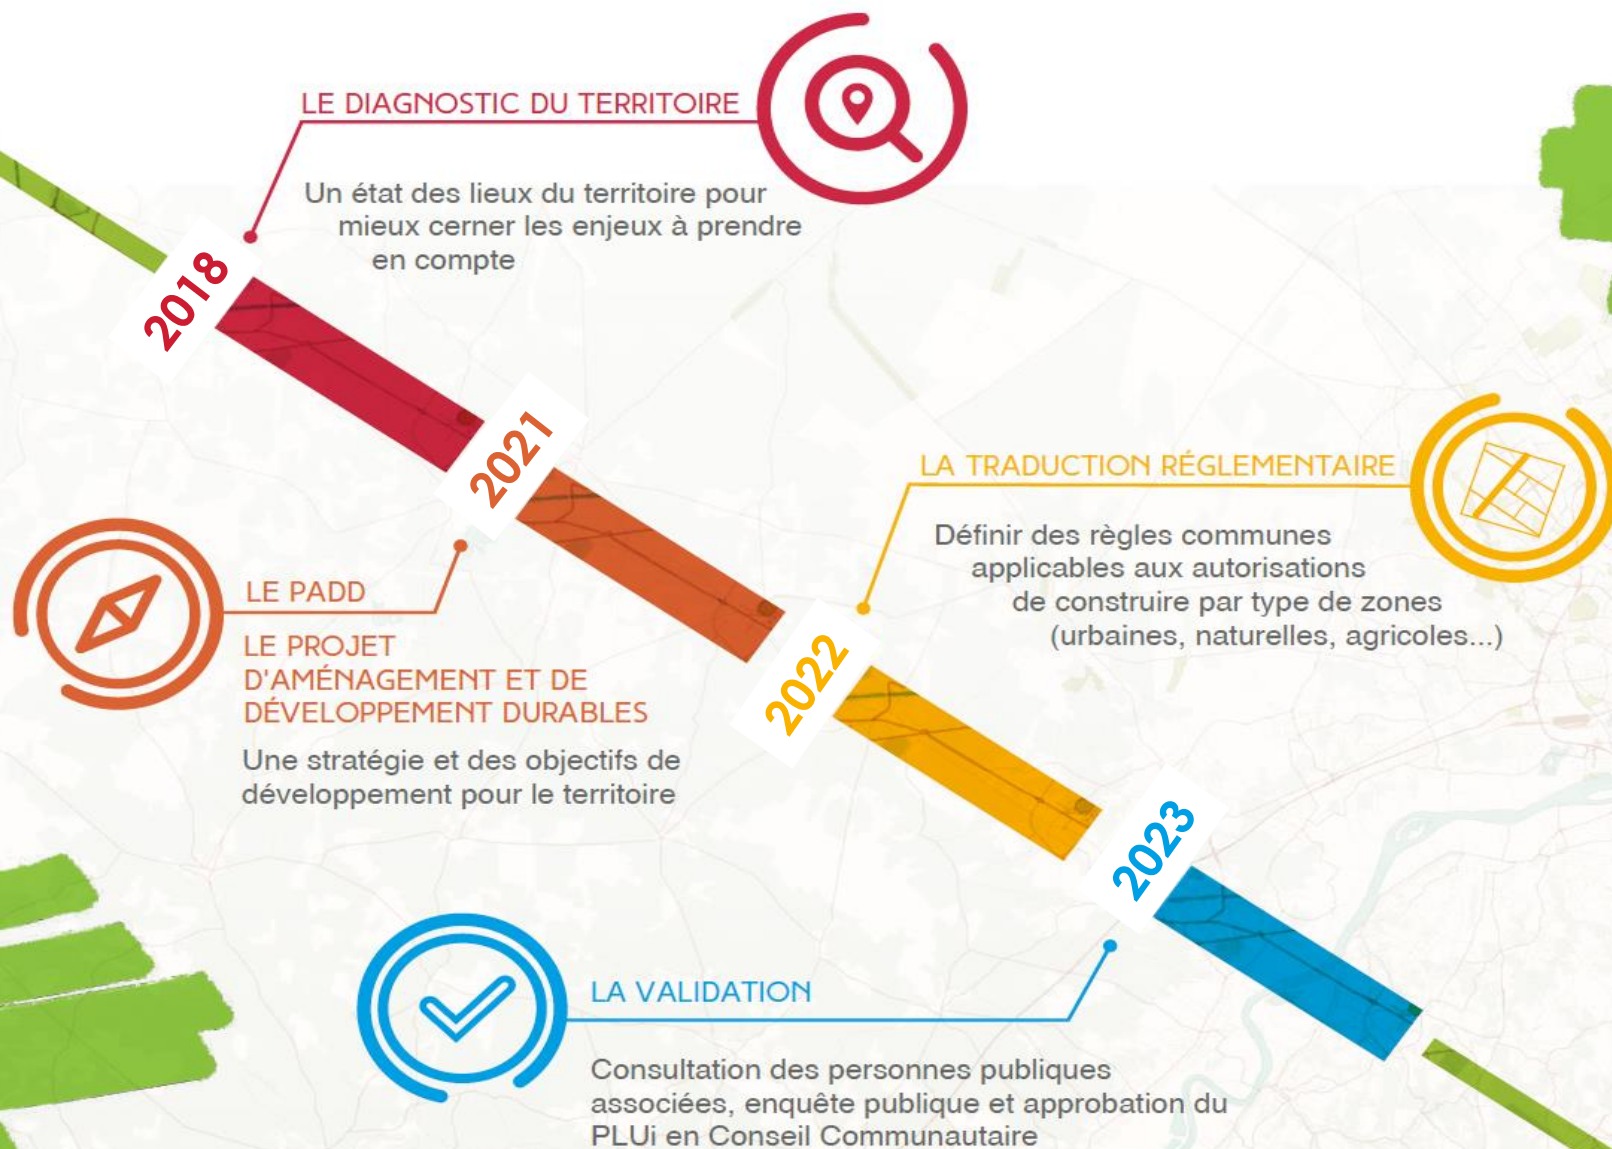 LE DIAGNOSTIC DU TERRITOIRE
Un état des lieux du territoire pour
mieux cerner les enjeux à prendre
en compte
2018
2021
LE PADD
LE PROJET
D'AMÉNAGEMENT ET DE
DÉVELOPPEMENT DURABLES
Une stratégie et des objectifs de
développement pour le territoire
2022
LA TRADUCTION RÉGLEMENTAIRE
Définir des règles communes
applicables aux autorisations
de construire par type de zones
(urbaines, naturelles, agricoles...)
2023
LA VALIDATION
Consultation des personnes publiques
associées, enquête publique et approbation du
PLUi en Conseil Communautaire